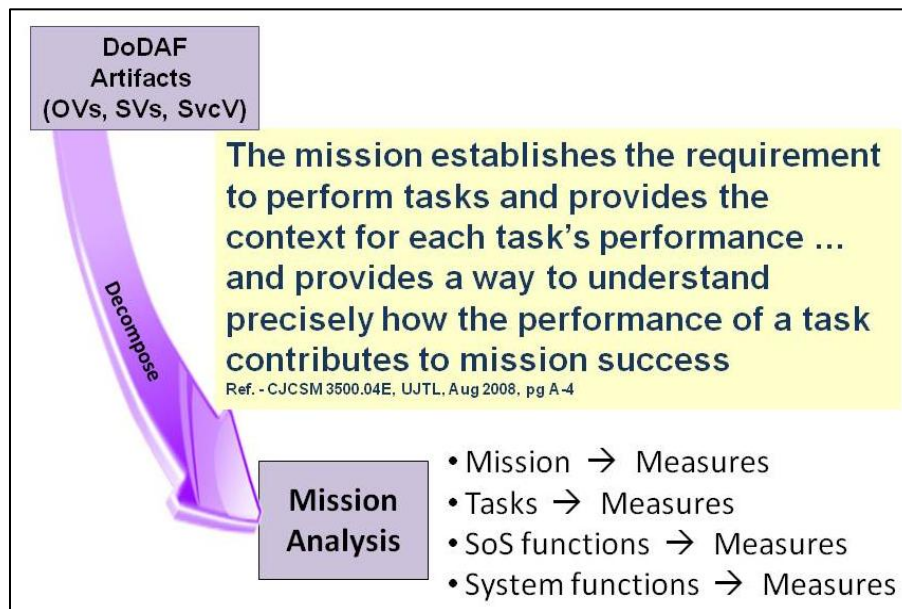 DoDAF
Artifacts
(OVs, SVs, SvcV)
The mission establishes the requirement
to perform tasks and provides the
context for each task's performance ...
and provides a way to understand
precisely how the performance of a task
contributes to mission success
Ref. - CJCSM 3500.04E, UJTL, Aug 2008, pg A-4
Decompose
Mission
Analysis
• Mission → Measures
• Tasks → Measures
• SoS functions → Measures
• System functions → Measures